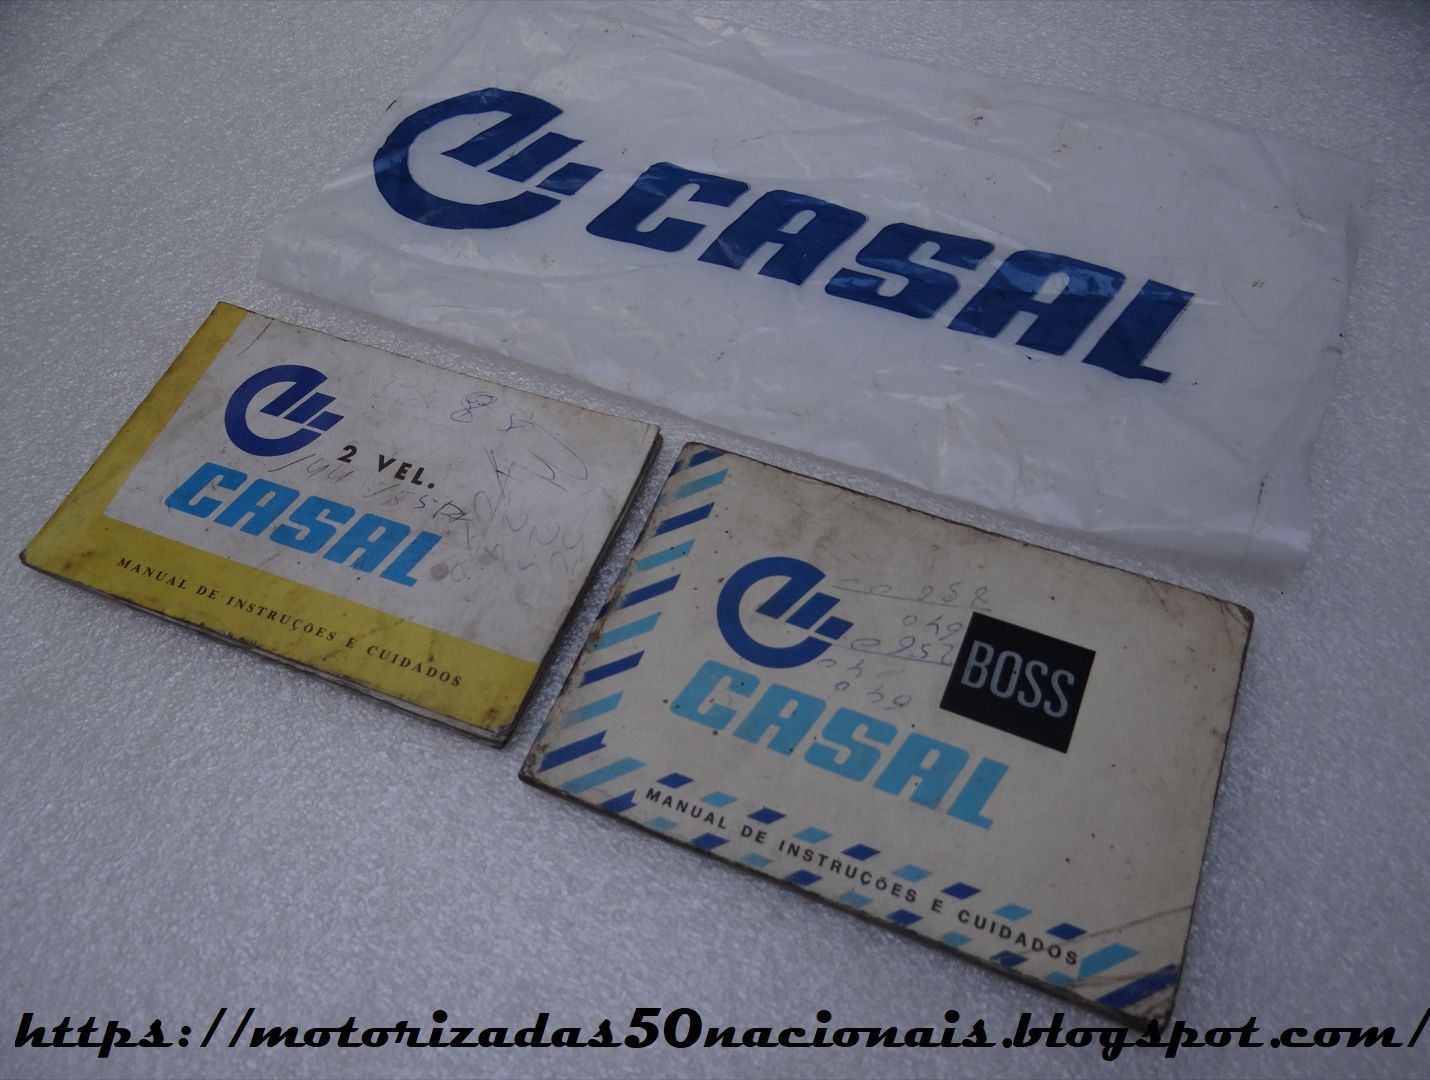 CASAL
2 VEL.
CASAL
MANUAL DE INSTRUÇÕES E CUIDADOS
BOSS
CASAL
MANUAL DE INSTRUÇÕES E CUIDADOS
https://motorizadas50nacionais.blogspot.com/